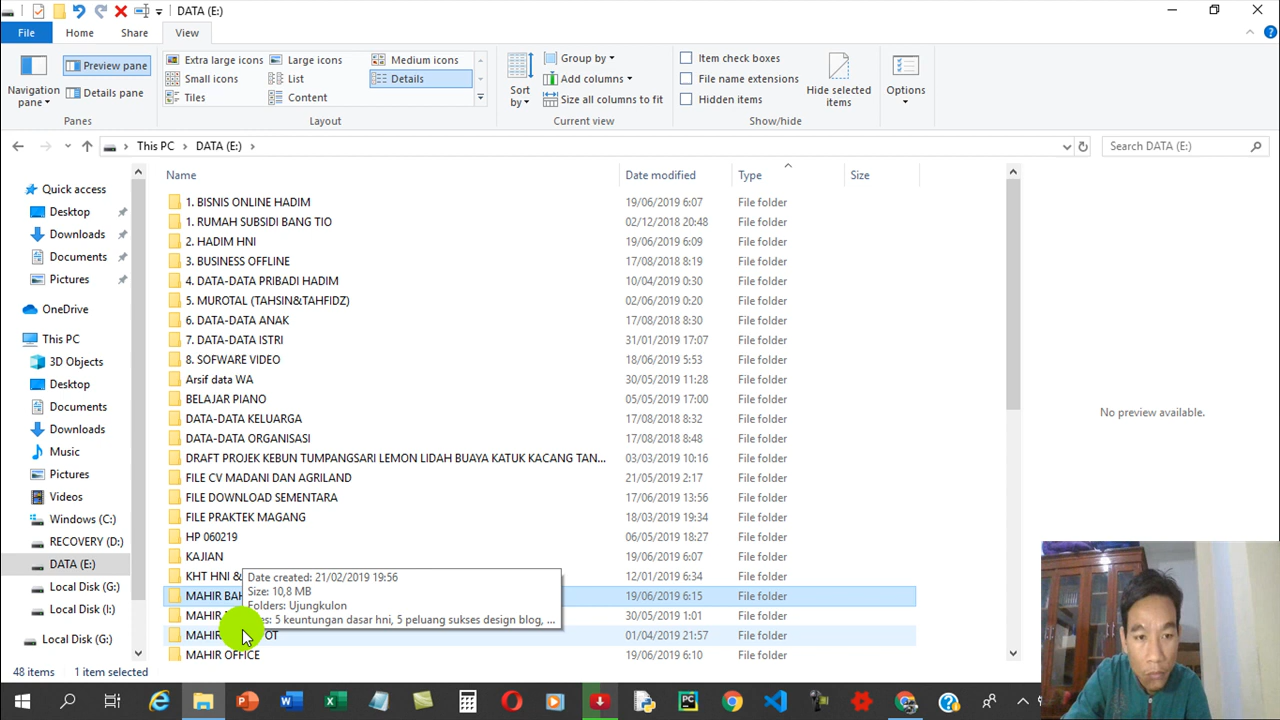 DATA (E:)
File Home Share View
Preview pane
Details pane
Navigation pane
Panes
Extra large icons Large icons Medium icons
Small icons List Details
Tiles Content
Layout
Sort by
Group by
Add columns
Size all columns to fit
Current view
Item check boxes
File name extensions
Hidden items
Hide selected items
Show/hide
Options
This PC DATA (E:)
Search DATA (E:)
Name Date modified Type Size
Quick access
Desktop
Downloads
Documents
Pictures
OneDrive
This PC
3D Objects
Desktop
Documents
Downloads
Music
Pictures
Videos
Windows (C:)
RECOVERY (D:)
DATA (E:)
Local Disk (G:)
Local Disk (I:)
Local Disk (G:)
1. BISNIS ONLINE HADIM 19/06/2019 6:07 File folder
1. RUMAH SUBSIDI BANG TIO 02/12/2018 20:48 File folder
2. HADIM HNI 19/06/2019 6:09 File folder
3. BUSINESS OFFLINE 17/08/2018 8:19 File folder
4. DATA-DATA PRIBADI HADIM 10/04/2019 0:30 File folder
5. MUROTAL (TAHSIN&TAHFIDZ) 02/06/2019 0:20 File folder
6. DATA-DATA ANAK 17/08/2018 8:30 File folder
7. DATA-DATA ISTRI 31/01/2019 17:07 File folder
8. SOFWARE VIDEO 18/06/2019 5:53 File folder
Arsif data WA 30/05/2019 11:28 File folder
BELAJAR PIANO 05/05/2019 17:00 File folder
DATA-DATA KELUARGA 17/08/2018 8:32 File folder
DATA-DATA ORGANISASI 17/08/2018 8:48 File folder
DRAFT PROJEK KEBUN TUMPANGSARI LEMON LIDAH BUAYA KATUK KACANG TAN... 03/03/2019 10:16 File folder
FILE CV MADANI DAN AGRILAND 21/05/2019 2:17 File folder
FILE DOWNLOAD SEMENTARA 17/06/2019 13:56 File folder
FILE PRAKTEK MAGANG 18/03/2019 19:34 File folder
HP 060219 06/05/2019 18:27 File folder
KAJIAN 19/06/2019 6:07 File folder
KHT HNI & 12/01/2019 6:34 File folder
MAHIR BAH 19/06/2019 6:15 File folder
MAHIR 30/05/2019 1:01 File folder
MAHIR OT 01/04/2019 21:57 File folder
MAHIR OFFICE 19/06/2019 6:10 File folder
Date created: 21/02/2019 19:56
Size: 10,8 MB
Folders: Ujungkulon
5 keuntungan dasar hni, 5 peluang sukses design blog, ...
No preview available.
48 items 1 item selected